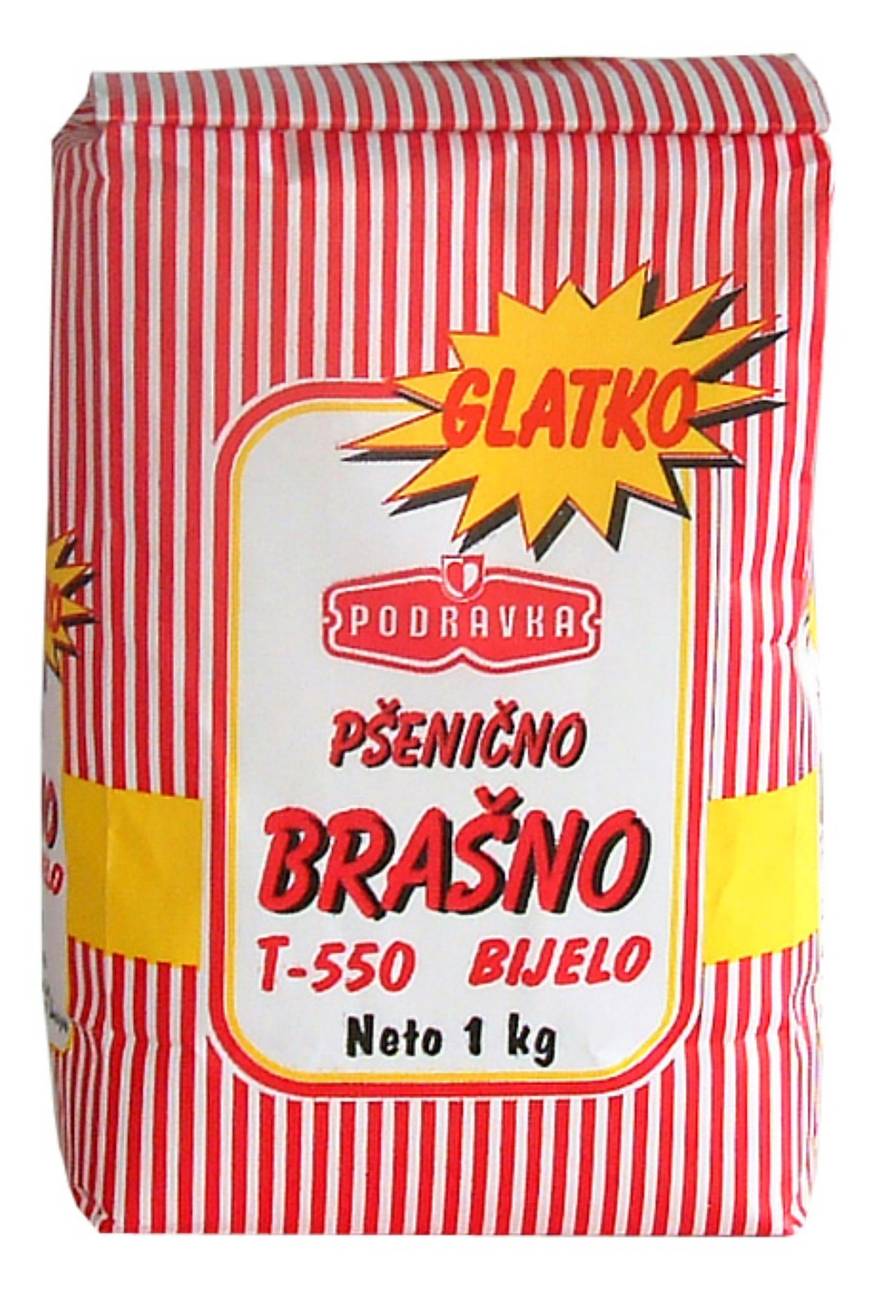 GLATKO
PODRAVKA
PŠENIČNO
BRAŠNO
T-550 BIJELO
Neto 1 kg